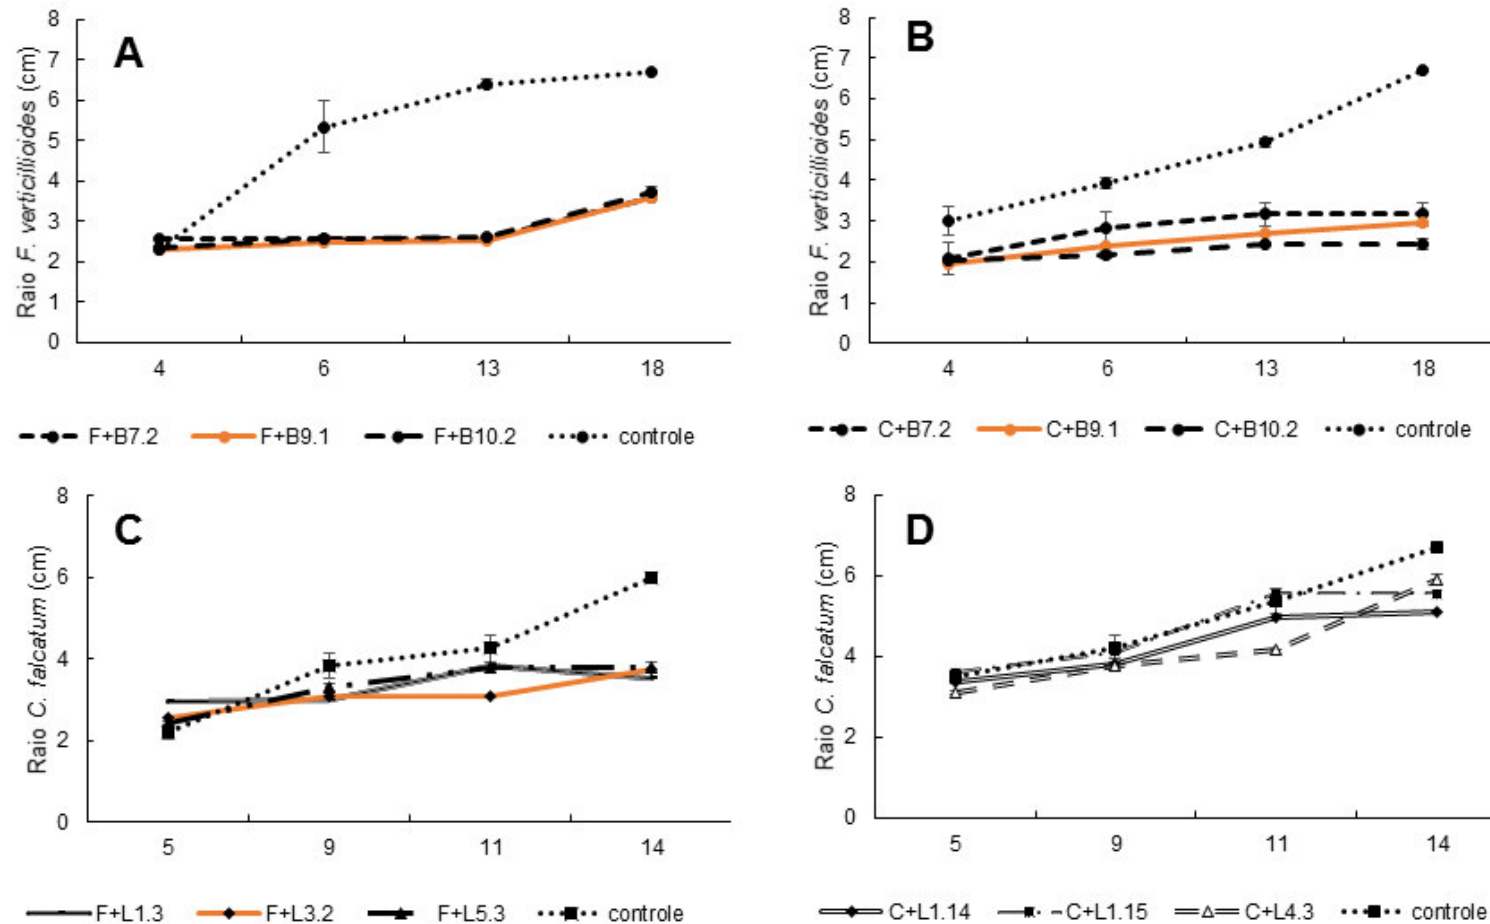 A
Raio F. verticillioides (cm)
8
7
6
5
4
3
2
1
0
4 6 13 18
F+B7.2 F+B9.1 F+B10.2 controle
B
Raio F. verticillioides (cm)
8
7
6
5
4
3
2
1
0
4 6 13 18
C+B7.2 C+B9.1 C+B10.2 controle
C
Raio C. falcatum (cm)
8
6
4
2
0
5 9 11 14
F+L1.3 F+L3.2 F+L5.3 controle
D
Raio C. falcatum (cm)
8
6
4
2
0
5 9 11 14
C+L1.14 C+L1.15 C+L4.3 controle